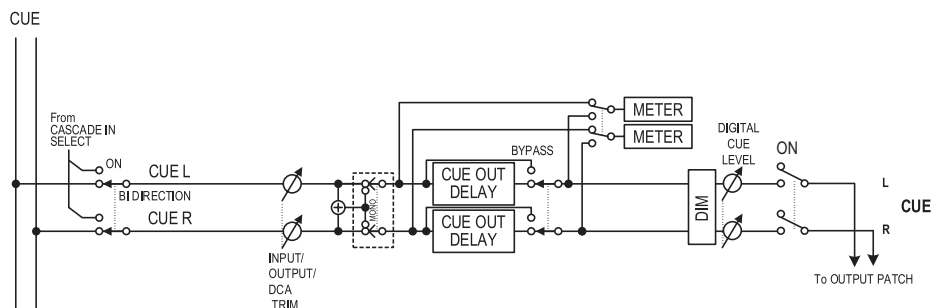 CUE
From
CASCADE IN
SELECT
ON
CUE L
BI DIRECTION
CUE R
INPUT/
OUTPUT/
DCA
TRIM
MONO
BYPASS
CUE OUT
DELAY
CUE OUT
DELAY
METER
METER
DIM
DIGITAL
CUE
LEVEL
ON
L
CUE
R
To OUTPUT PATCH